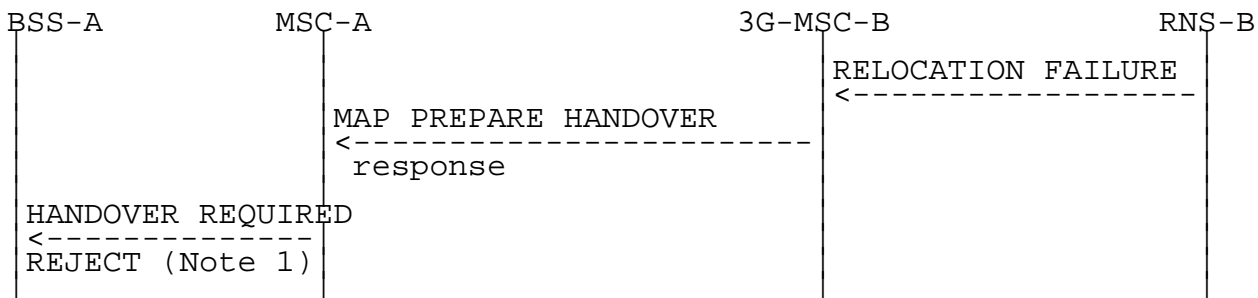 BSS-A MSC-A 3G-MSC-B RNS-B
RELOCATION FAILURE
MAP PREPARE HANDOVER
response
HANDOVER REQUIRED
REJECT (Note 1)